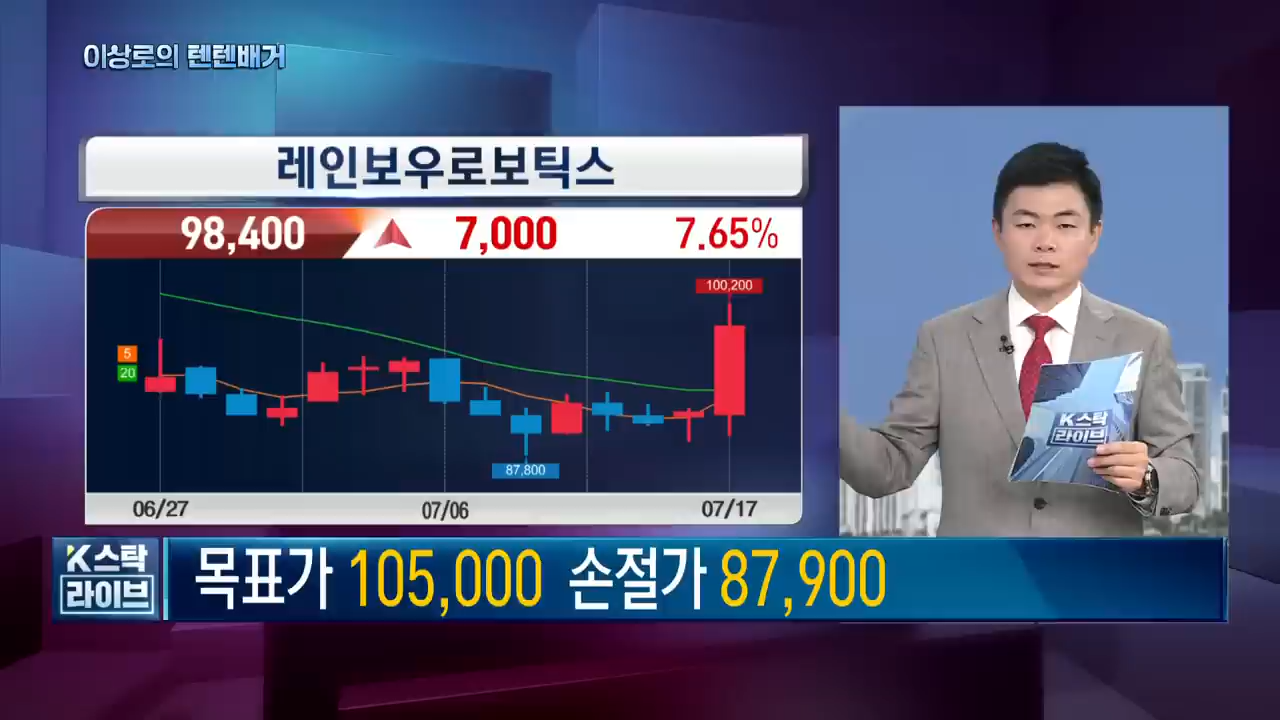 이상로의 텐텐배거
레인보우로보틱스
98,400 7,000 7.65%
100,200
5
20
87,800
06/27 07/06 07/17
K스탁
라이브
K스탁
라이브
목표가 105,000 손절가 87,900